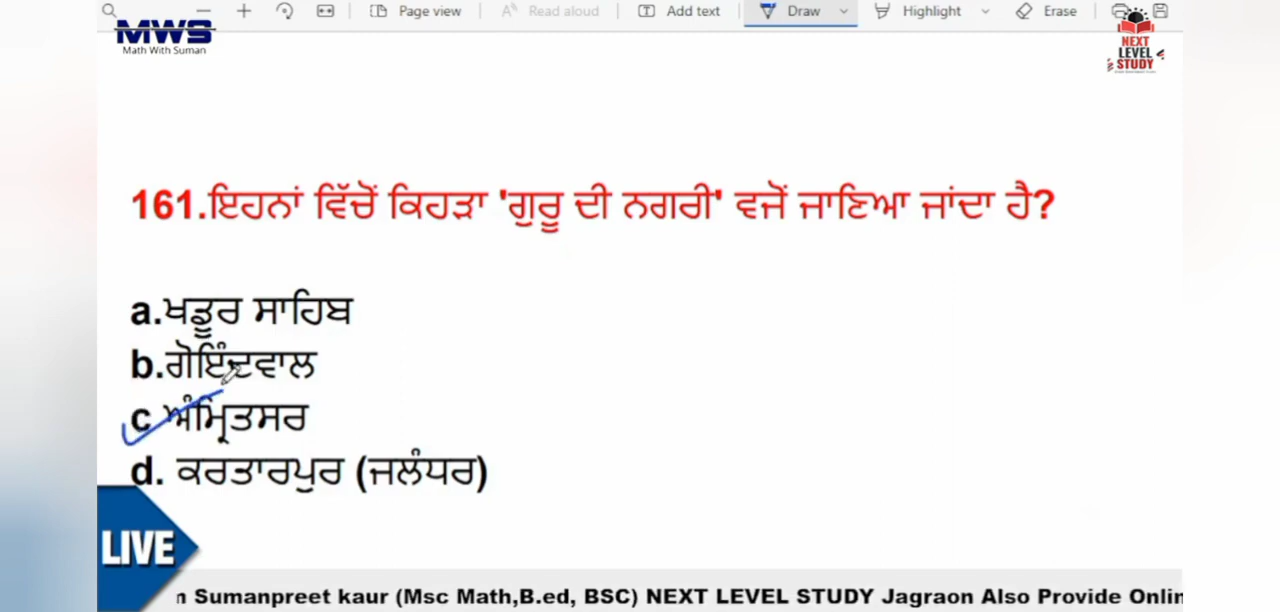 Page view
Read aloud
Add text
Draw
Highlight
Erase
MWS
Math With Suman
NEXT
LEVEL
STUDY
161.ਇਹਨਾਂ ਵਿੱਚੋਂ ਕਿਹੜਾ 'ਗੁਰੂ ਦੀ ਨਗਰੀ' ਵਜੋਂ ਜਾਣਿਆ ਜਾਂਦਾ ਹੈ?
a.ਖਡੂਰ ਸਾਹਿਬ
b.ਗੋਇੰਦਵਾਲ
c ਅੰਮ੍ਰਿਤਸਰ
d. ਕਰਤਾਰਪੁਰ (ਜਲੰਧਰ)
LIVE
Sumanpreet kaur (Msc Math,B.ed, BSC) NEXT LEVEL STUDY Jagraon Also Provide Onlin